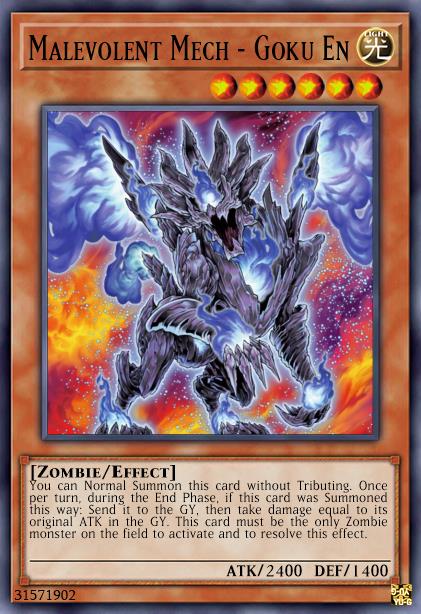 MALEVOLENT MECH - GOKU EN
LIGHT
光
[ZOMBIE/EFFECT]
You can Normal Summon this card without Tributing. Once
per turn, during the End Phase, if this card was Summoned
this way: Send it to the GY, then take damage equal to its
original ATK in the GY. This card must be the only Zombie
monster on the field to activate and to resolve this effect.
ATK/2400 DEF/1400
31571902